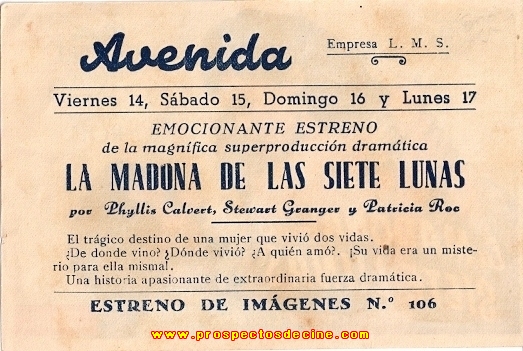 Avenida
Empresa L. M. S.
Viernes 14, Sábado 15, Domingo 16 y Lunes 17
EMOCIONANTE ESTRENO
de la magnífica superproducción dramática
LA MADONA DE LAS SIETE LUNAS
por Phyllis Calvert, Stewart Granger y Patricia Roc
El trágico destino de una mujer que vivió dos vidas.
¿De donde vino? ¿Dónde vivió? ¿A quién amó?. ¡Su vida era un miste-
rio para ella misma!.
Una historia apasionante de extraordinaria fuerza dramática.
ESTRENO DE IMÁGENES N.º 106
www.prospectosdecine.com